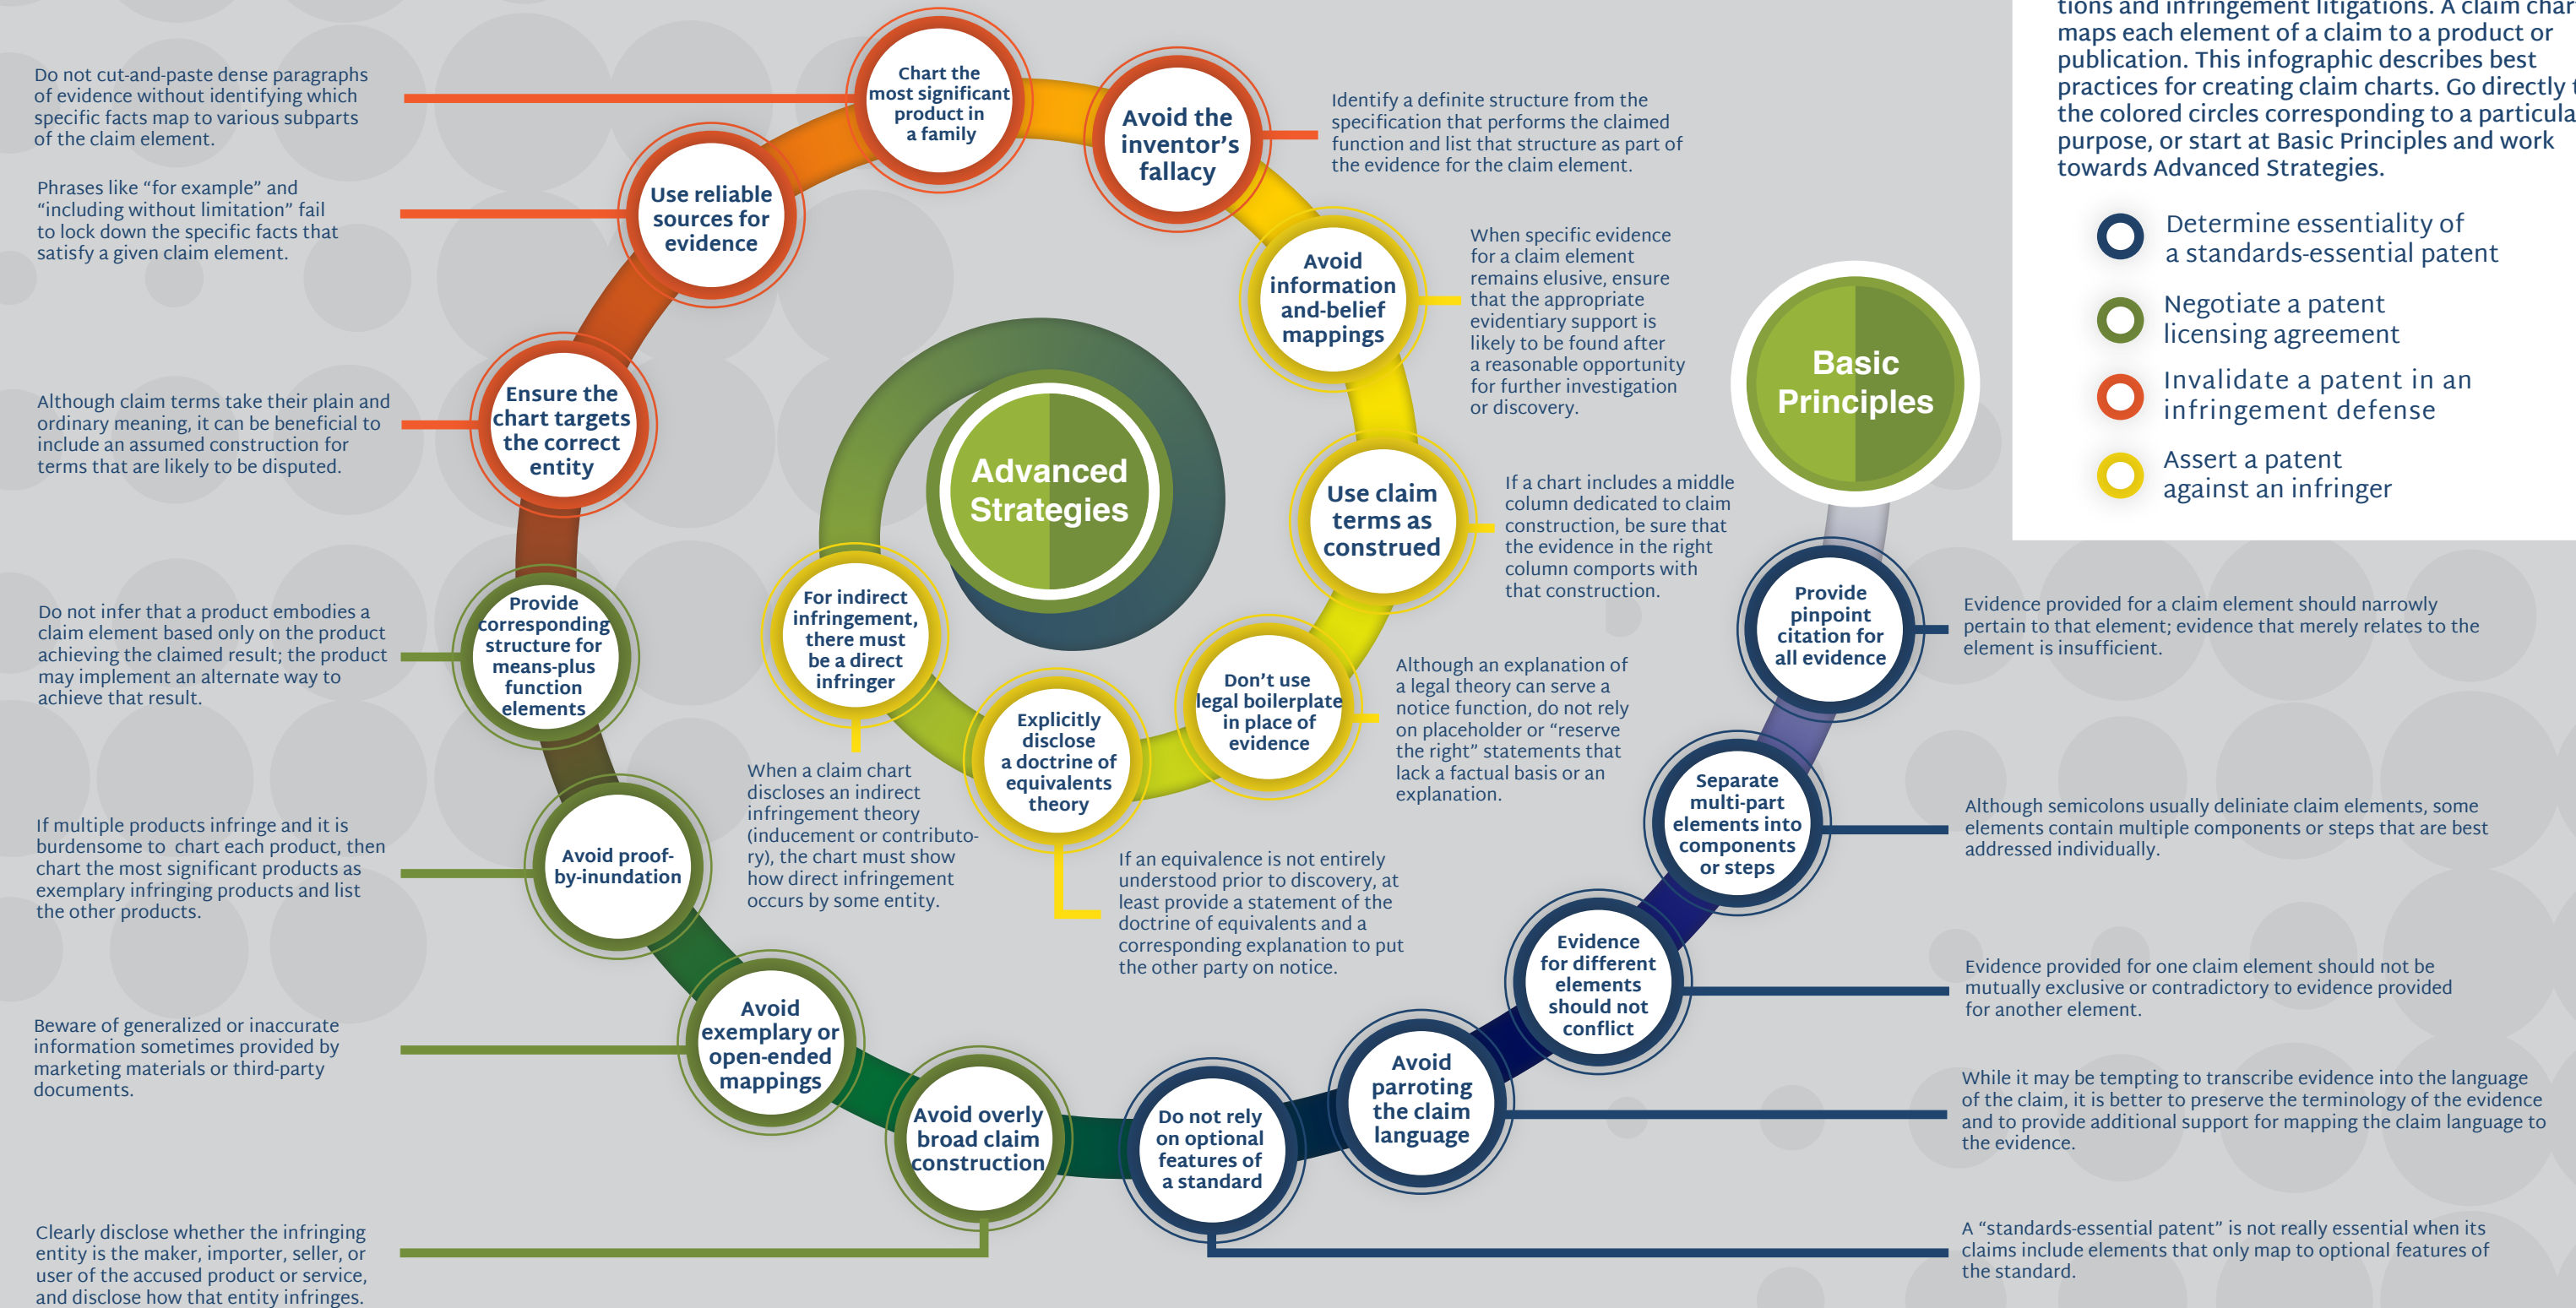 tions and infringement litigations. A claim char
maps each element of a claim to a product or
publication. This infographic describes best
practices for creating claim charts. Go directly t
the colored circles corresponding to a particula
purpose, or start at Basic Principles and work
towards Advanced Strategies.
Determine essentiality of
a standards-essential patent
Negotiate a patent
licensing agreement
Invalidate a patent in an
infringement defense
Assert a patent
against an infringer
Basic
Principles
Provide
pinpoint
citation for
all evidence
Evidence provided for a claim element should narrowly
pertain to that element; evidence that merely relates to the
element is insufficient.
Separate
multi-part
elements into
components
or steps
Although semicolons usually deliniate claim elements, some
elements contain multiple components or steps that are best
addressed individually.
Evidence
for different
elements
should not
conflict
Evidence provided for one claim element should not be
mutually exclusive or contradictory to evidence provided
for another element.
Avoid
parroting
the claim
language
While it may be tempting to transcribe evidence into the language
of the claim, it is better to preserve the terminology of the evidence
and to provide additional support for mapping the claim language to
the evidence.
Do not rely
on optional
features of
a standard
A “standards-essential patent” is not really essential when its
claims include elements that only map to optional features of
the standard.
Avoid overly
broad claim
construction
Clearly disclose whether the infringing
entity is the maker, importer, seller, or
user of the accused product or service,
and disclose how that entity infringes.
Avoid
exemplary or
open-ended
mappings
Beware of generalized or inaccurate
information sometimes provided by
marketing materials or third-party
documents.
Avoid proof-
by-inundation
If multiple products infringe and it is
burdensome to chart each product, then
chart the most significant products as
exemplary infringing products and list
the other products.
Provide
corresponding
structure for
means-plus
function
elements
Do not infer that a product embodies a
claim element based only on the product
achieving the claimed result; the product
may implement an alternate way to
achieve that result.
Ensure the
chart targets
the correct
entity
Although claim terms take their plain and
ordinary meaning, it can be beneficial to
include an assumed construction for
terms that are likely to be disputed.
Use reliable
sources for
evidence
Phrases like “for example” and
“including without limitation” fail
to lock down the specific facts that
satisfy a given claim element.
Chart the
most significant
product in
a family
Do not cut-and-paste dense paragraphs
of evidence without identifying which
specific facts map to various subparts
of the claim element.
Avoid the
inventor’s
fallacy
Identify a definite structure from the
specification that performs the claimed
function and list that structure as part of
the evidence for the claim element.
Avoid
information
and-belief
mappings
When specific evidence
for a claim element
remains elusive, ensure
that the appropriate
evidentiary support is
likely to be found after
a reasonable opportunity
for further investigation
or discovery.
Use claim
terms as
construed
If a chart includes a middle
column dedicated to claim
construction, be sure that
the evidence in the right
column comports with
that construction.
Don’t use
legal boilerplate
in place of
evidence
Although an explanation of
a legal theory can serve a
notice function, do not rely
on placeholder or “reserve
the right” statements that
lack a factual basis or an
explanation.
Explicitly
disclose
a doctrine of
equivalents
theory
If an equivalence is not entirely
understood prior to discovery, at
least provide a statement of the
doctrine of equivalents and a
corresponding explanation to put
the other party on notice.
For indirect
infringement,
there must
be a direct
infringer
When a claim chart
discloses an indirect
infringement theory
(inducement or contributo-
ry), the chart must show
how direct infringement
occurs by some entity.
Advanced
Strategies